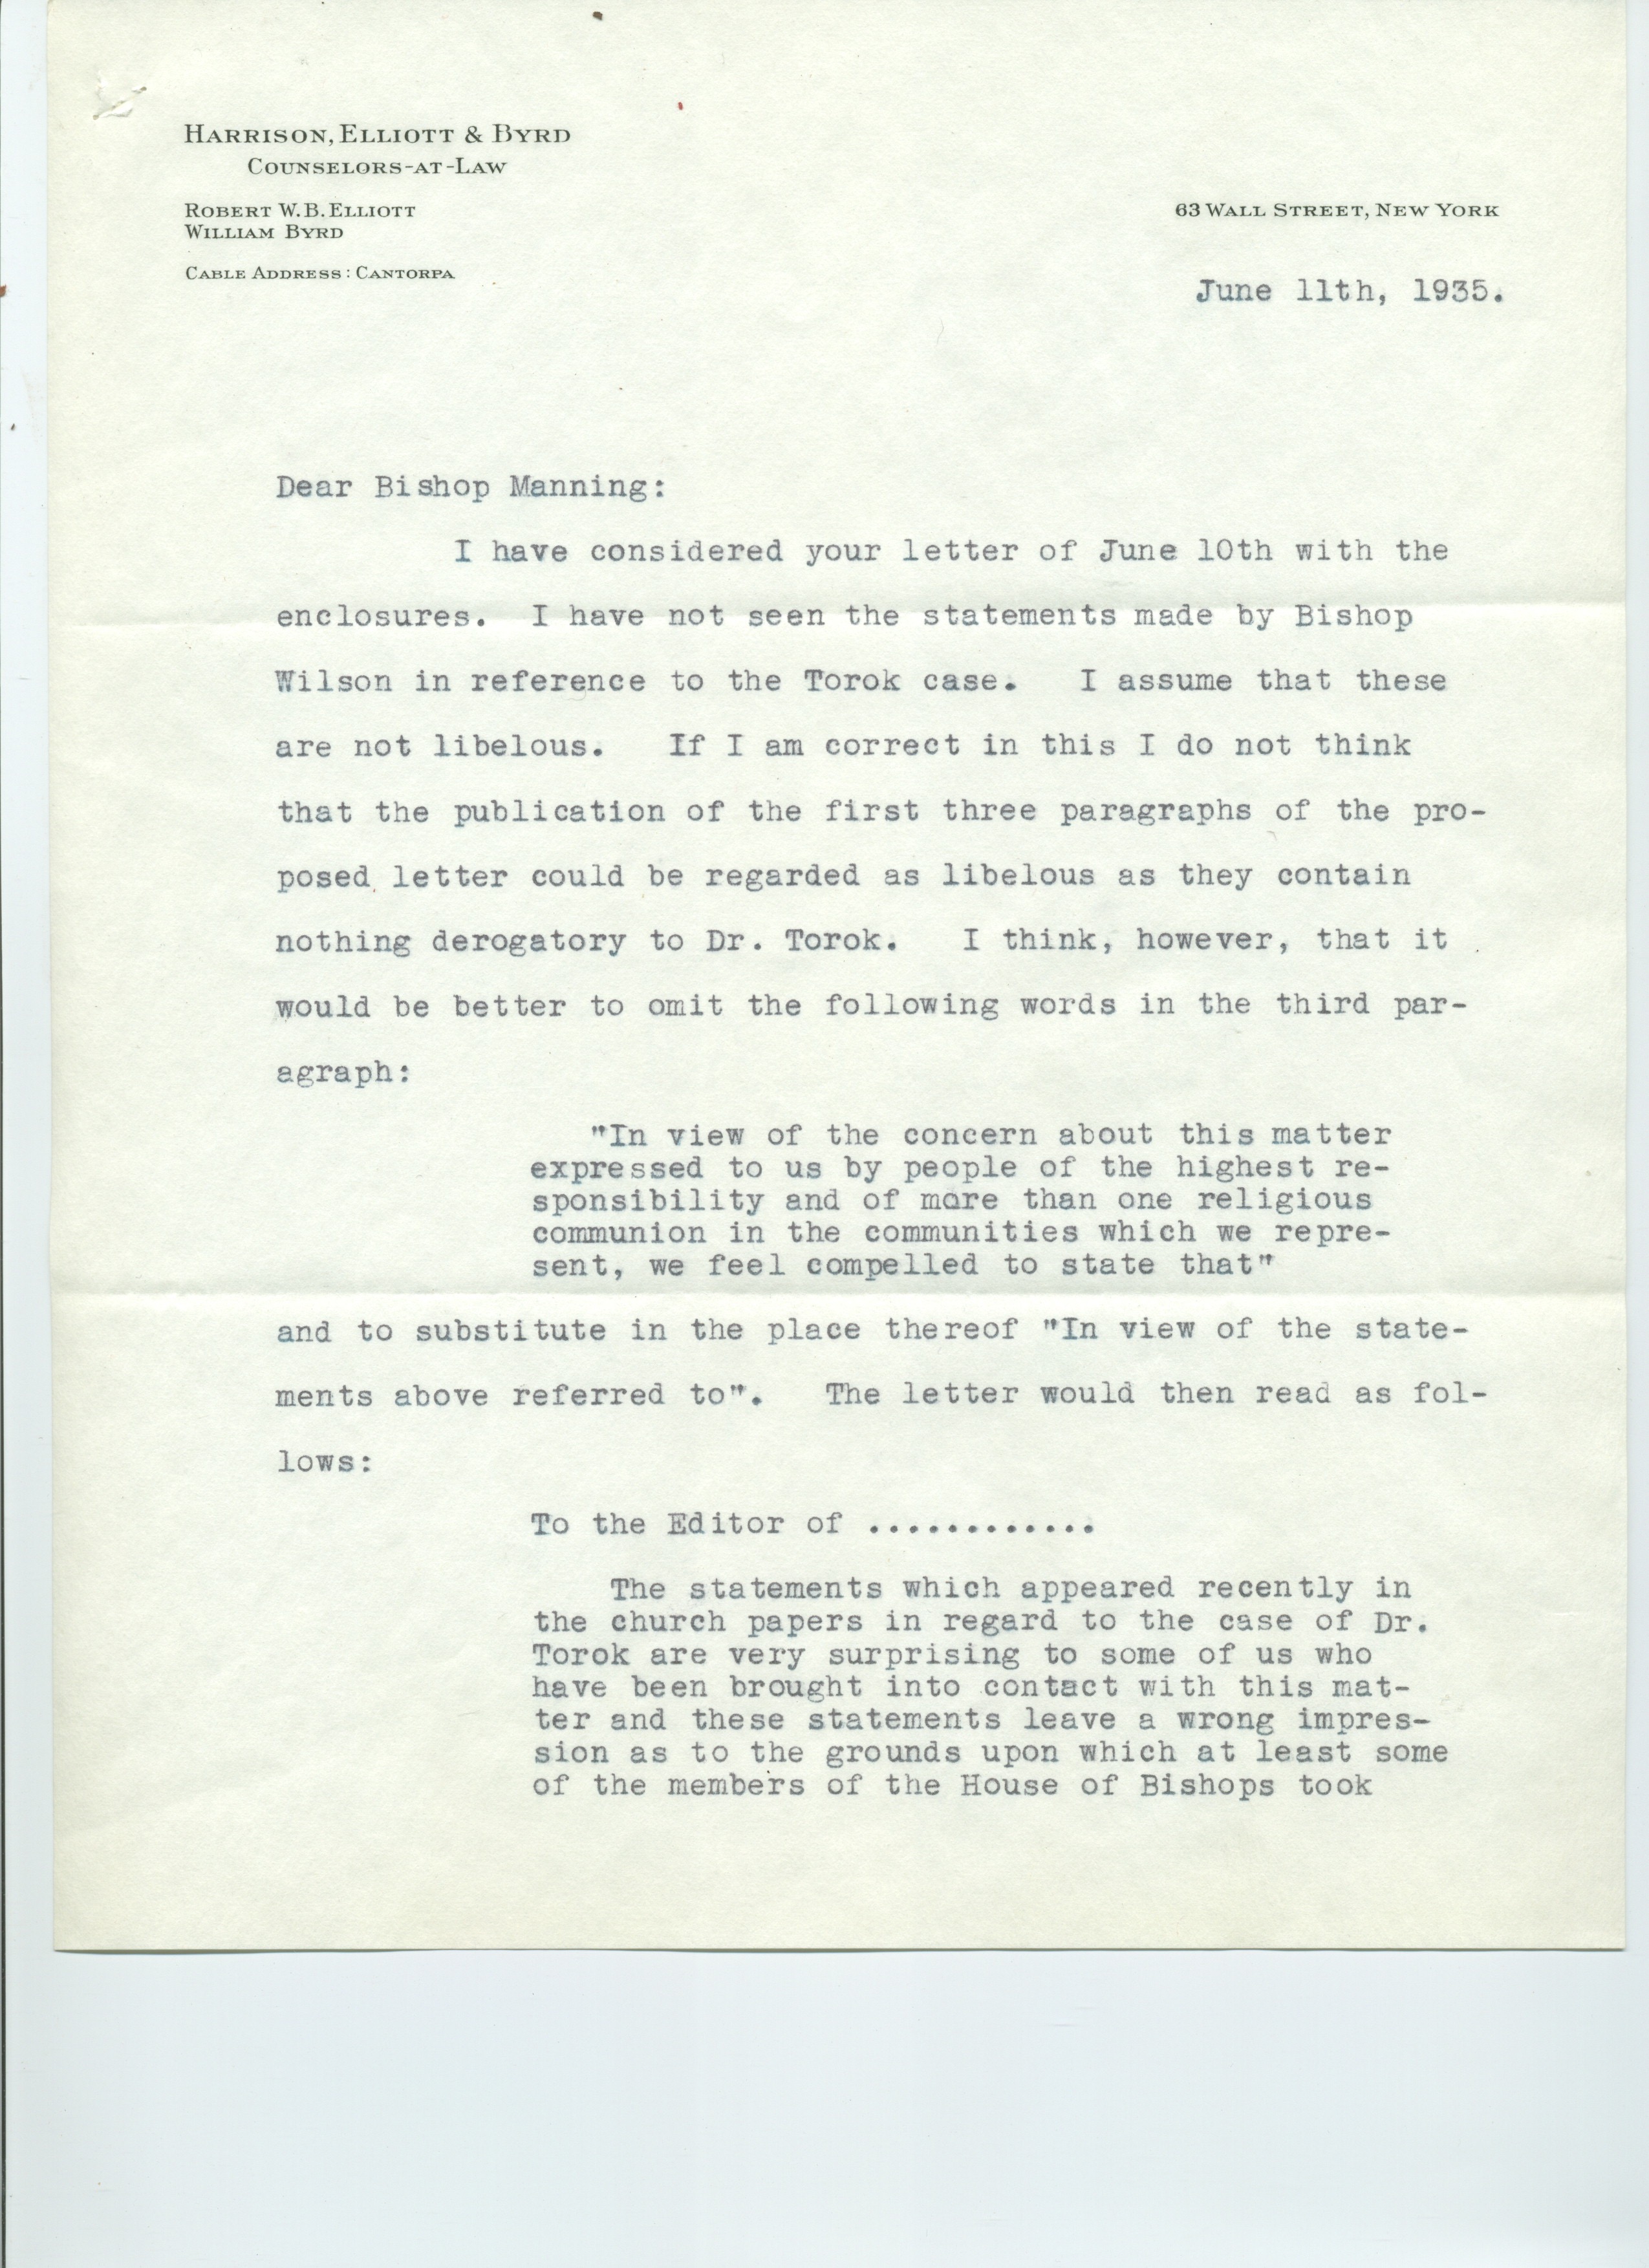 HARRISON, ELLIOTT & BYRD
COUNSELORS-AT-LAW
ROBERT W. B. ELLIOTT
WILLIAM BYRD
CABLE ADDRESS: CANTORPA
63 WALL STREET, NEW YORK
June 11th, 1935.
Dear Bishop Manning:
I have considered your letter of June 10th with the
enclosures. I have not seen the statements made by Bishop
Wilson in reference to the Torok case. I assume that these
are not libelous. If I am correct in this I do not think
that the publication of the first three paragraphs of the pro-
posed letter could be regarded as libelous as they contain
nothing derogatory to Dr. Torok. I think, however, that it
would be better to omit the following words in the third par-
agraph:
"In view of the concern about this matter
expressed to us by people of the highest re-
sponsibility and of more than one religious
communion in the communities which we repre-
sent, we feel compelled to state that"
and to substitute in the place thereof "In view of the state-
ments above referred to". The letter would then read as fol-
lows:
To the Editor of ............
The statements which appeared recently in
the church papers in regard to the case of Dr.
Torok are very surprising to some of us who
have been brought into contact with this mat-
ter and these statements leave a wrong impres-
sion as to the grounds upon which at least some
of the members of the House of Bishops took